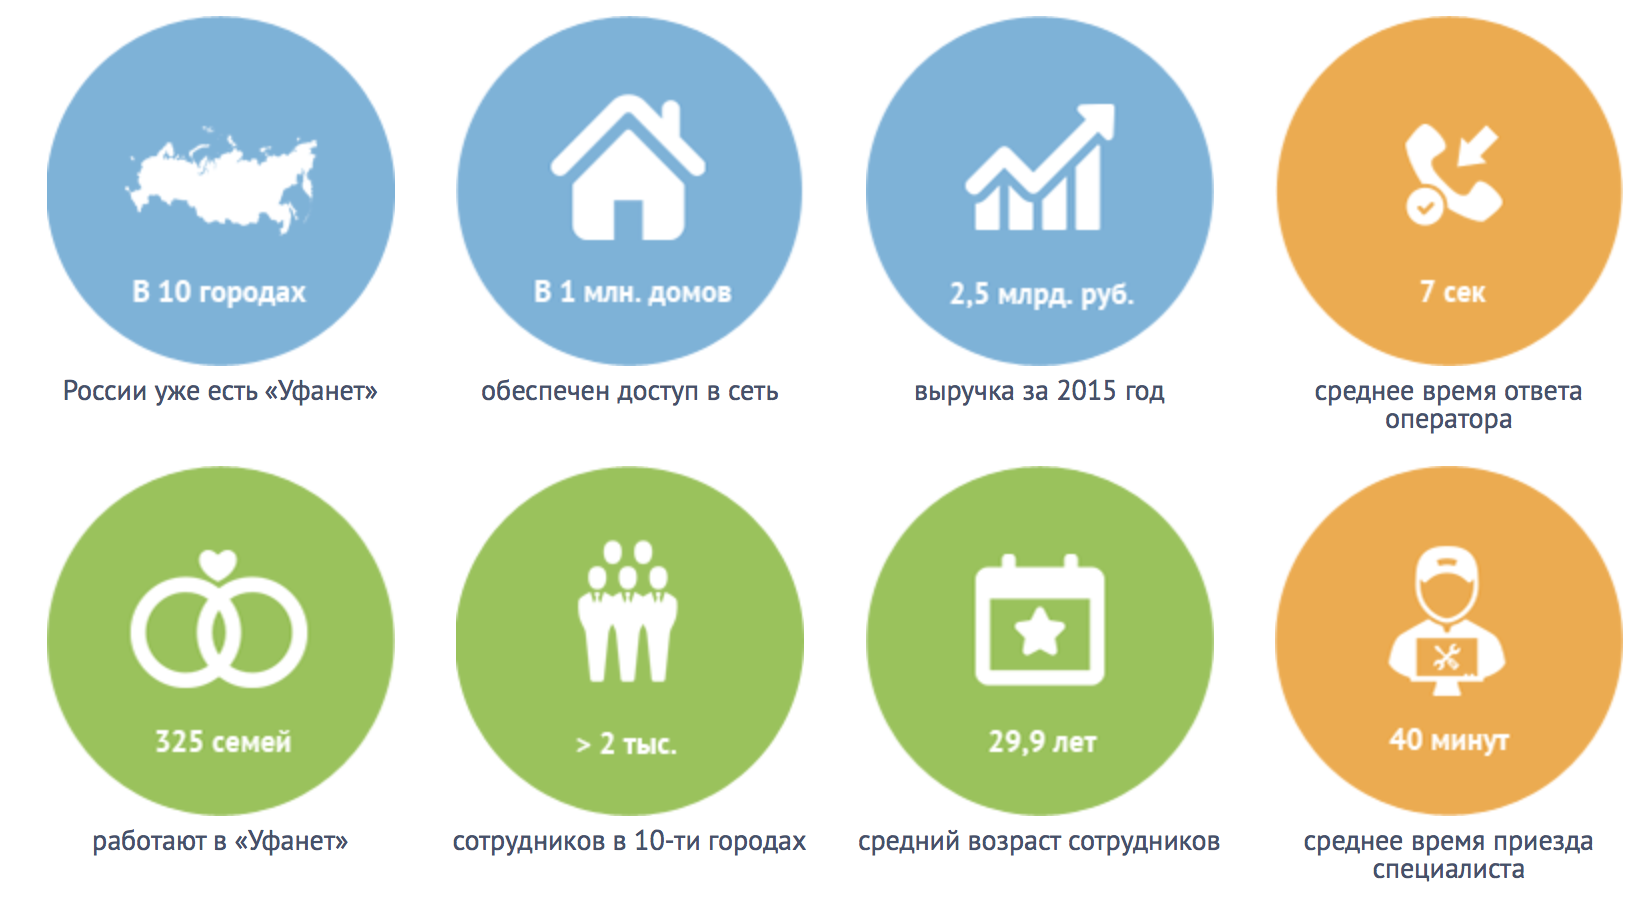 В 10 городах
России уже есть «Уфанет»
В 1 млн. домов
обеспечен доступ в сеть
2,5 млрд. руб.
выручка за 2015 год
7 сек
среднее время ответа
оператора
325 семей
работают в «Уфанет»
> 2 тыс.
сотрудников в 10-ти городах
29,9 лет
средний возраст сотрудников
40 минут
среднее время приезда
специалиста